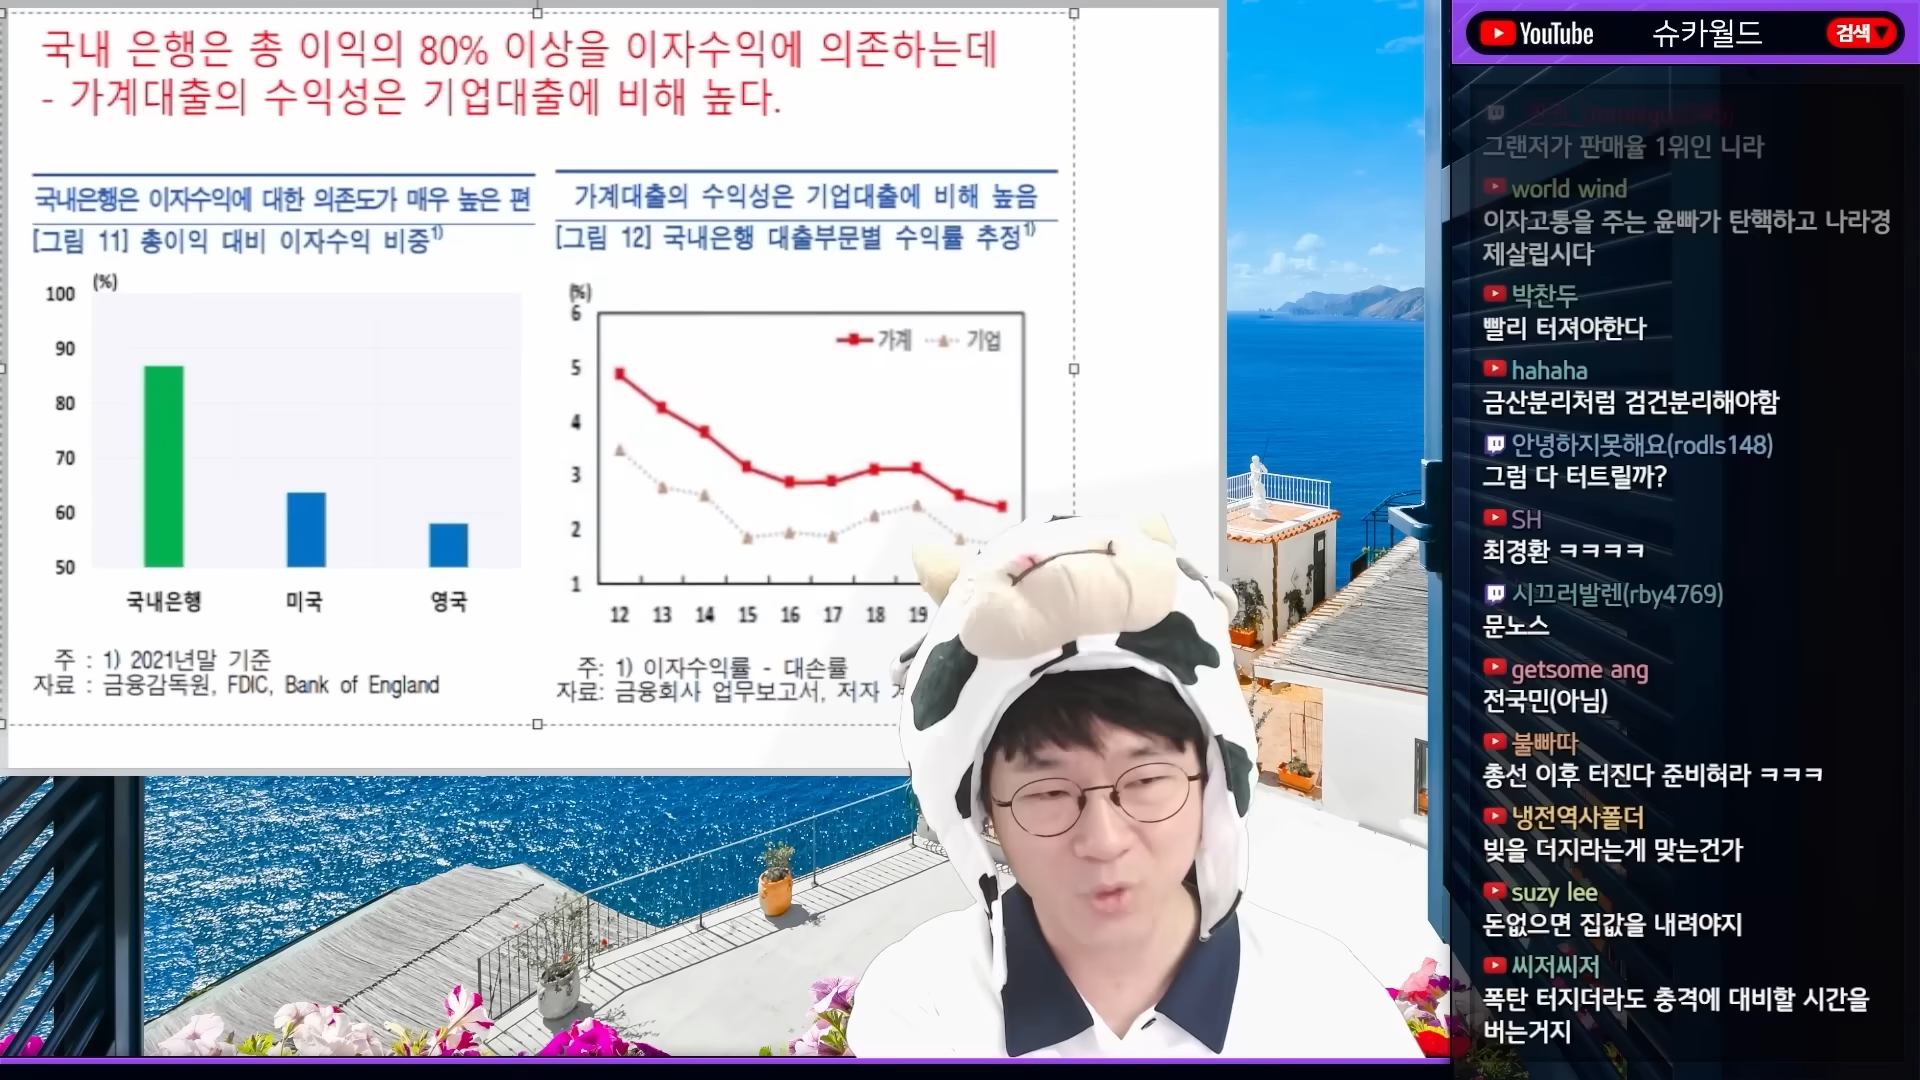 국내 은행은 총 이익의 80% 이상을 이자수익에 의존하는데
- 가계대출의 수익성은 기업대출에 비해 높다.
국내은행은 이자수익에 대한 의존도가 매우 높은 편
[그림 11] 총이익 대비 이자수익 비중1)
(%)
100
90
80
70
60
50
국내은행 미국 영국
주 : 1) 2021년말 기준
자료 : 금융감독원, FDIC, Bank of England
가계대출의 수익성은 기업대출에 비해 높음
[그림 12] 국내은행 대출부문별 수익률 추정1)
(%)
6
5
4
3
2
1
가계 기업
12 13 14 15 16 17 18 19
주: 1) 이자수익률 - 대손률
자료: 금융회사 업무보고서, 저자
YouTube 슈카월드 검색
그랜저가 판매율 1위인 니라
world wind
이자고통을 주는 윤빠가 탄핵하고 나라경
제살립시다
박찬두
빨리 터져야한다
hahaha
금산분리처럼 검건분리해야함
안녕하지못해요(rodls148)
그럼 다 터트릴까?
SH
최경환 ㅋㅋㅋㅋ
시끄러발렌(rby4769)
문노스
getsome ang
전국민(아님)
불빠따
총선 이후 터진다 준비혀라 ㅋㅋㅋ
냉전역사폴더
빚을 더지라는게 맞는건가
suzy lee
돈없으면 집값을 내려야지
씨저씨저
폭탄 터지더라도 충격에 대비할 시간을
버는거지